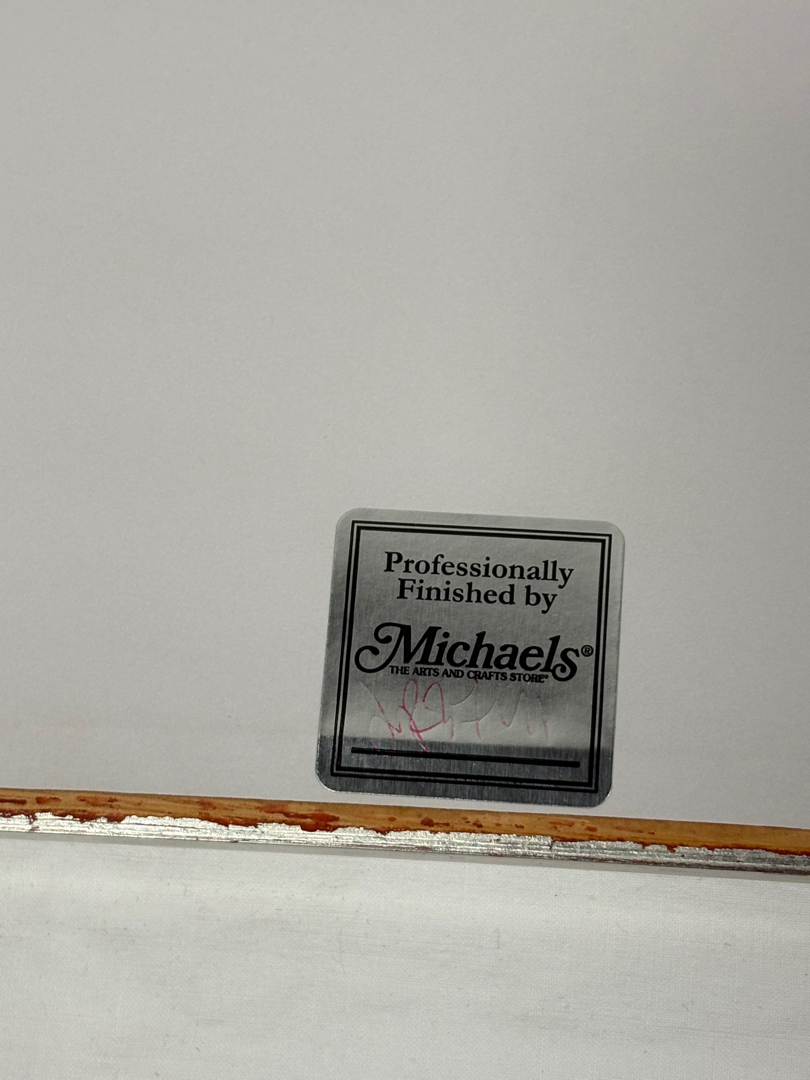 Professionally
Finished by
Michaels®
THE ARTS AND CRAFTS STORE®